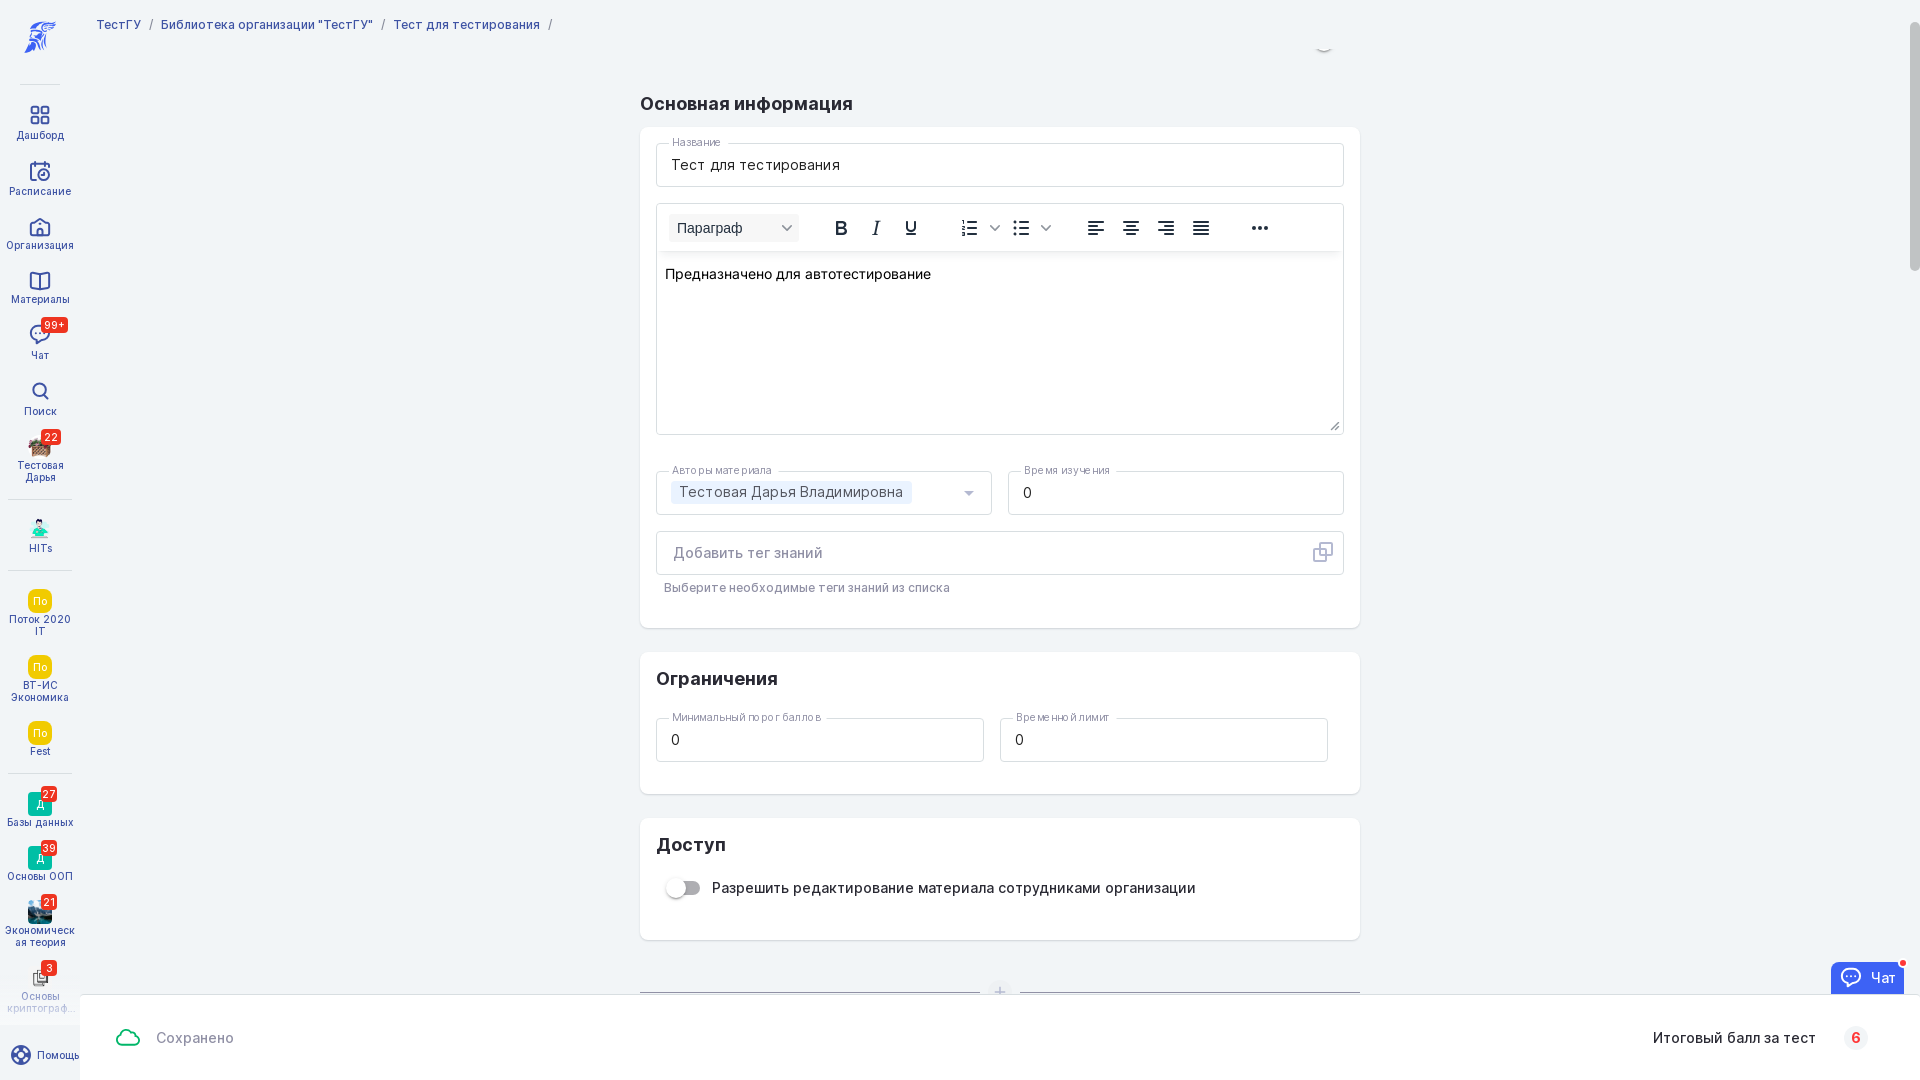 ТестГУ / Библиотека организации "ТестГУ" / Тест для тестирования /
Дашборд
Расписание
Организация
Материалы
99+
Чат
Поиск
22
Тестовая
Дарья
HITs
По
Поток 2020
IT
По
ВТ-ИС
Экономика
По
Fest
27
Д
Базы данных
39
Д
Основы ООП
21
Экономическ
ая теория
3
Основы
криптограф...
Помощь
Основная информация
Название
Тест для тестирования
Параграф
Предназначено для автотестирование
Авторы материала
Тестовая Дарья Владимировна
Время изучения
0
Добавить тег знаний
Выберите необходимые теги знаний из списка
Ограничения
Минимальный порог баллов
0
Временной лимит
0
Доступ
Разрешить редактирование материала сотрудниками организации
Чат
Сохранено
Итоговый балл за тест 6